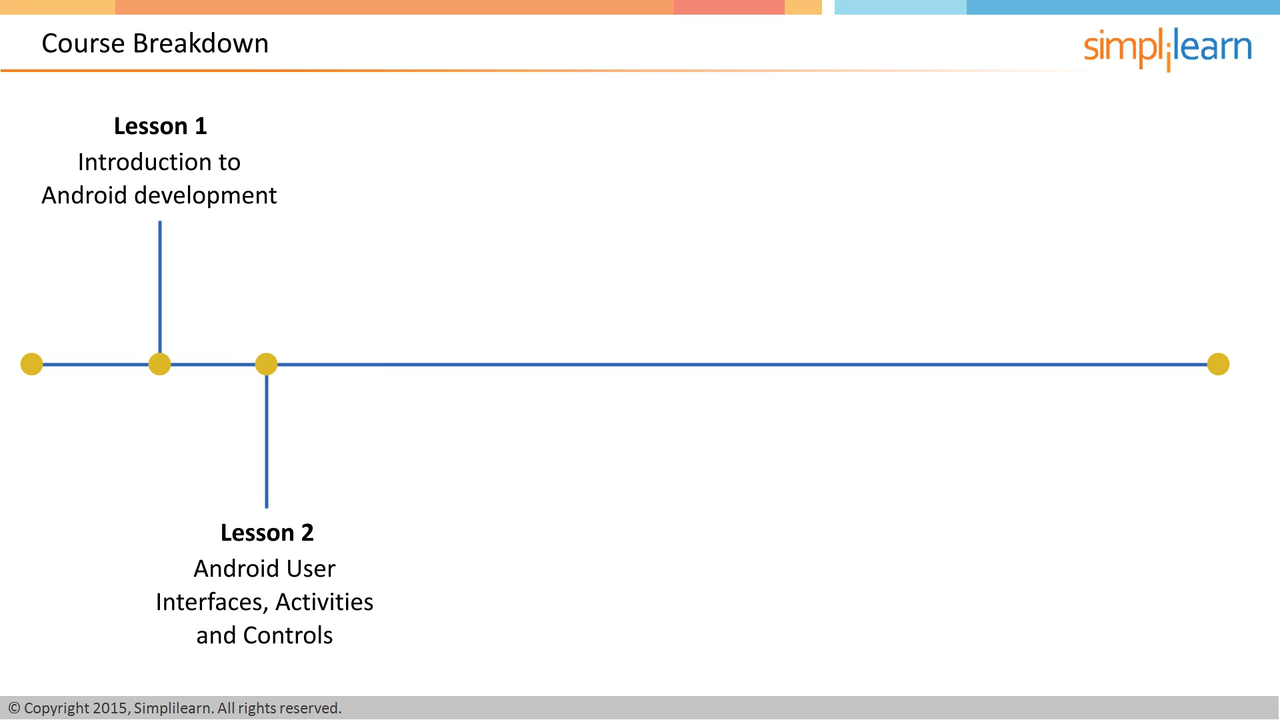 Course Breakdown
simplilearn
Lesson 1
Introduction to
Android development
Lesson 2
Android User
Interfaces, Activities
and Controls
© Copyright 2015, Simplilearn. All rights reserved.